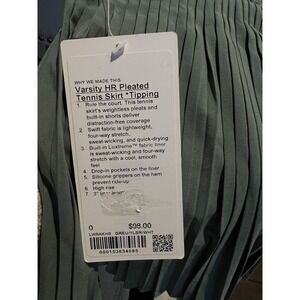 WHY WE MADE THIS
Varsity HR Pleated
Tennis Skirt *Tipping
1. Rule the court. This tennis
skirt's weightless pleats and
built-in shorts deliver
distraction-free coverage
2. Swift fabric is lightweight,
four-way stretch,
sweat-wicking, and quick-drying
3. Built-in Luxtreme™ fabric liner
is sweat-wicking and four-way
stretch with a cool, smooth
feel
4. Drop-in pockets on the liner
5. Silicone grippers on the hem
prevent ride-up
6. High rise
7. 3" liner
0 $98.00